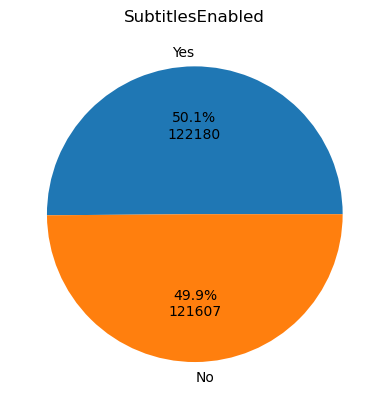 SubtitlesEnabled
Yes
50.1%
122180
49.9%
121607
No